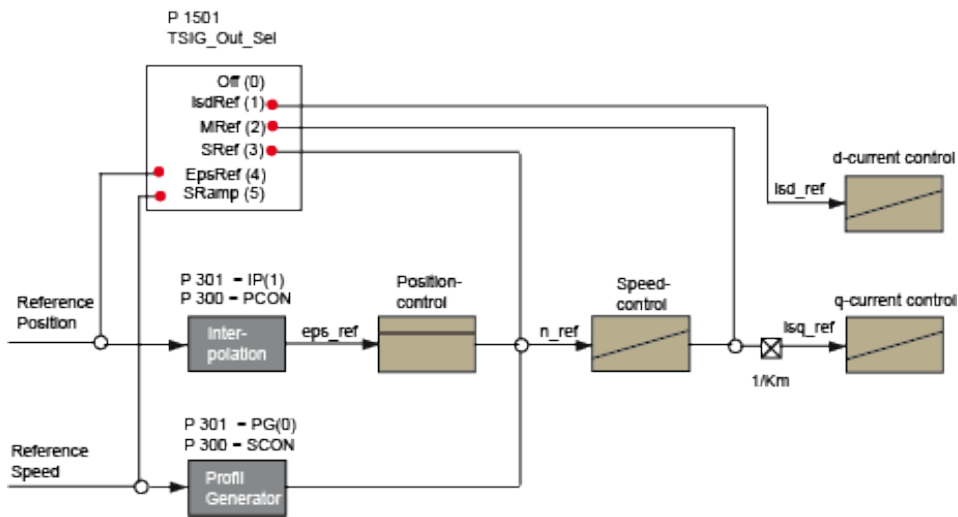 P 1501
TSIG_Out_Sel
Off (0)
IsdRef (1)
MRef (2)
SRef (3)
EpsRef (4)
SRamp (5)
d-current control
Isd_ref
P 301 = IP(1)
P 300 = PCON
Position-
control
Speed-
control
q-current control
Reference
Position
Inter-
polation
eps_ref
n_ref
Isq_ref
1/Km
P 301 = PG(0)
P 300 = SCON
Reference
Speed
Profil
Generator